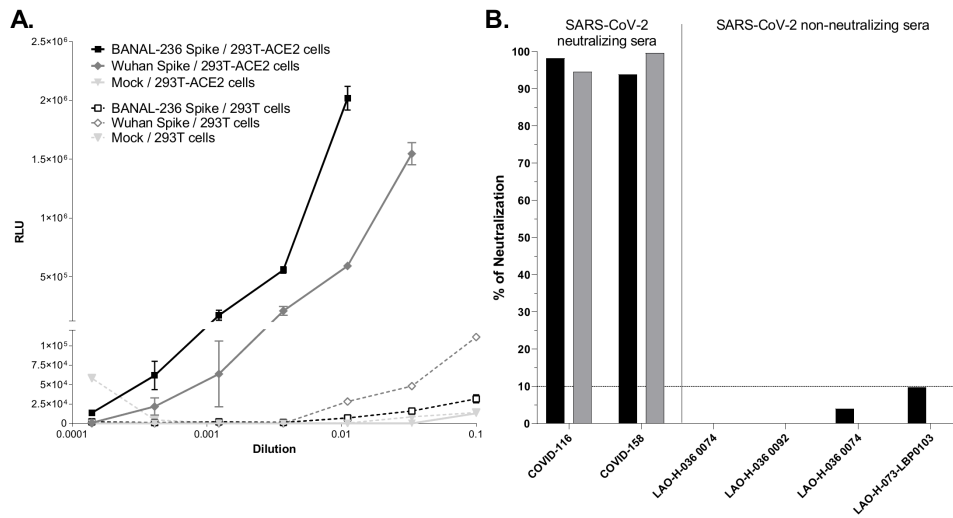 A.
2.5×10⁶
2×10⁶
1.5×10⁶
1×10⁶
5×10⁵
1×10⁵
7.5×10⁴
5×10⁴
2.5×10⁴
0
RLU
BANAL-236 Spike / 293T-ACE2 cells
Wuhan Spike / 293T-ACE2 cells
Mock / 293T-ACE2 cells
BANAL-236 Spike / 293T cells
Wuhan Spike / 293T cells
Mock / 293T cells
0.0001
0.001
0.01
0.1
Dilution
B.
SARS-CoV-2
neutralizing sera
SARS-CoV-2 non-neutralizing sera
% of Neutralization
100
90
80
70
60
50
40
30
20
10
0
COVID-116
COVID-158
LAO-H-036 0074
LAO-H-036 0092
LAO-H-036 0074
LAO-H-073-LBP0103